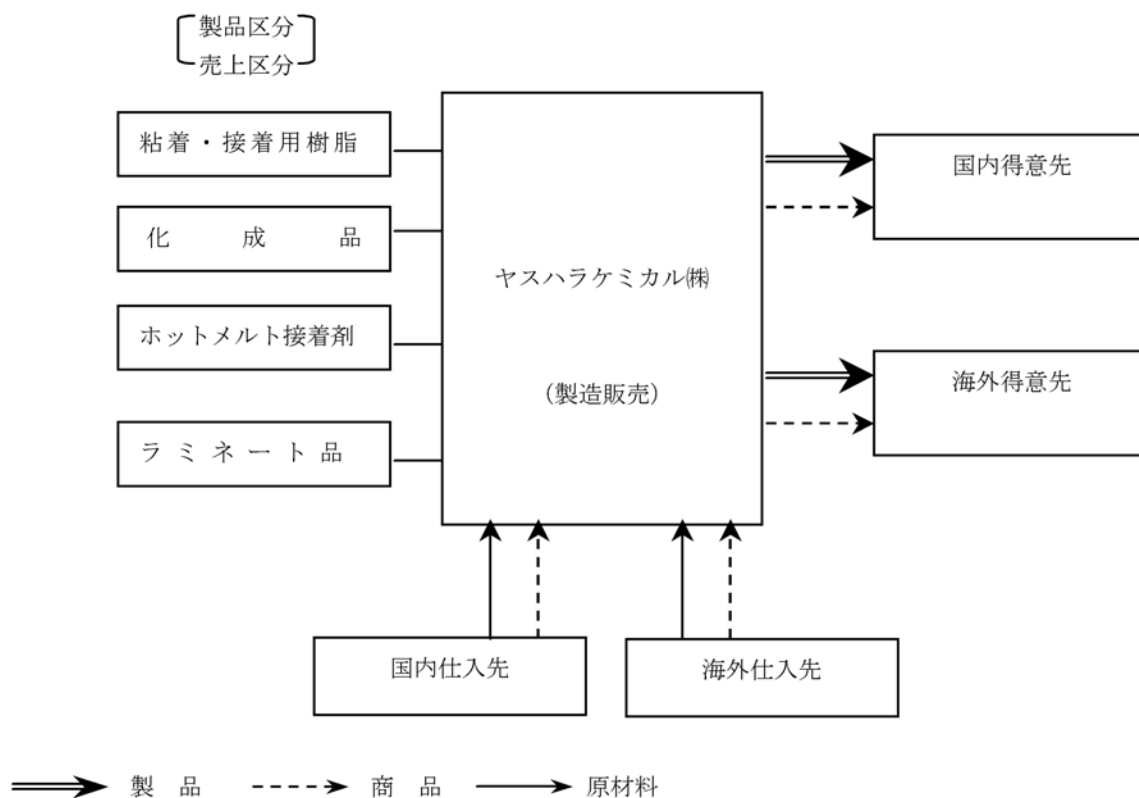 製品区分
売上区分
粘着・接着用樹脂
化成品
ホットメルト接着剤
ラミネート品
ヤスハラケミカル㈱
(製造販売)
国内得意先
海外得意先
国内仕入先
海外仕入先
製品 商品 原材料